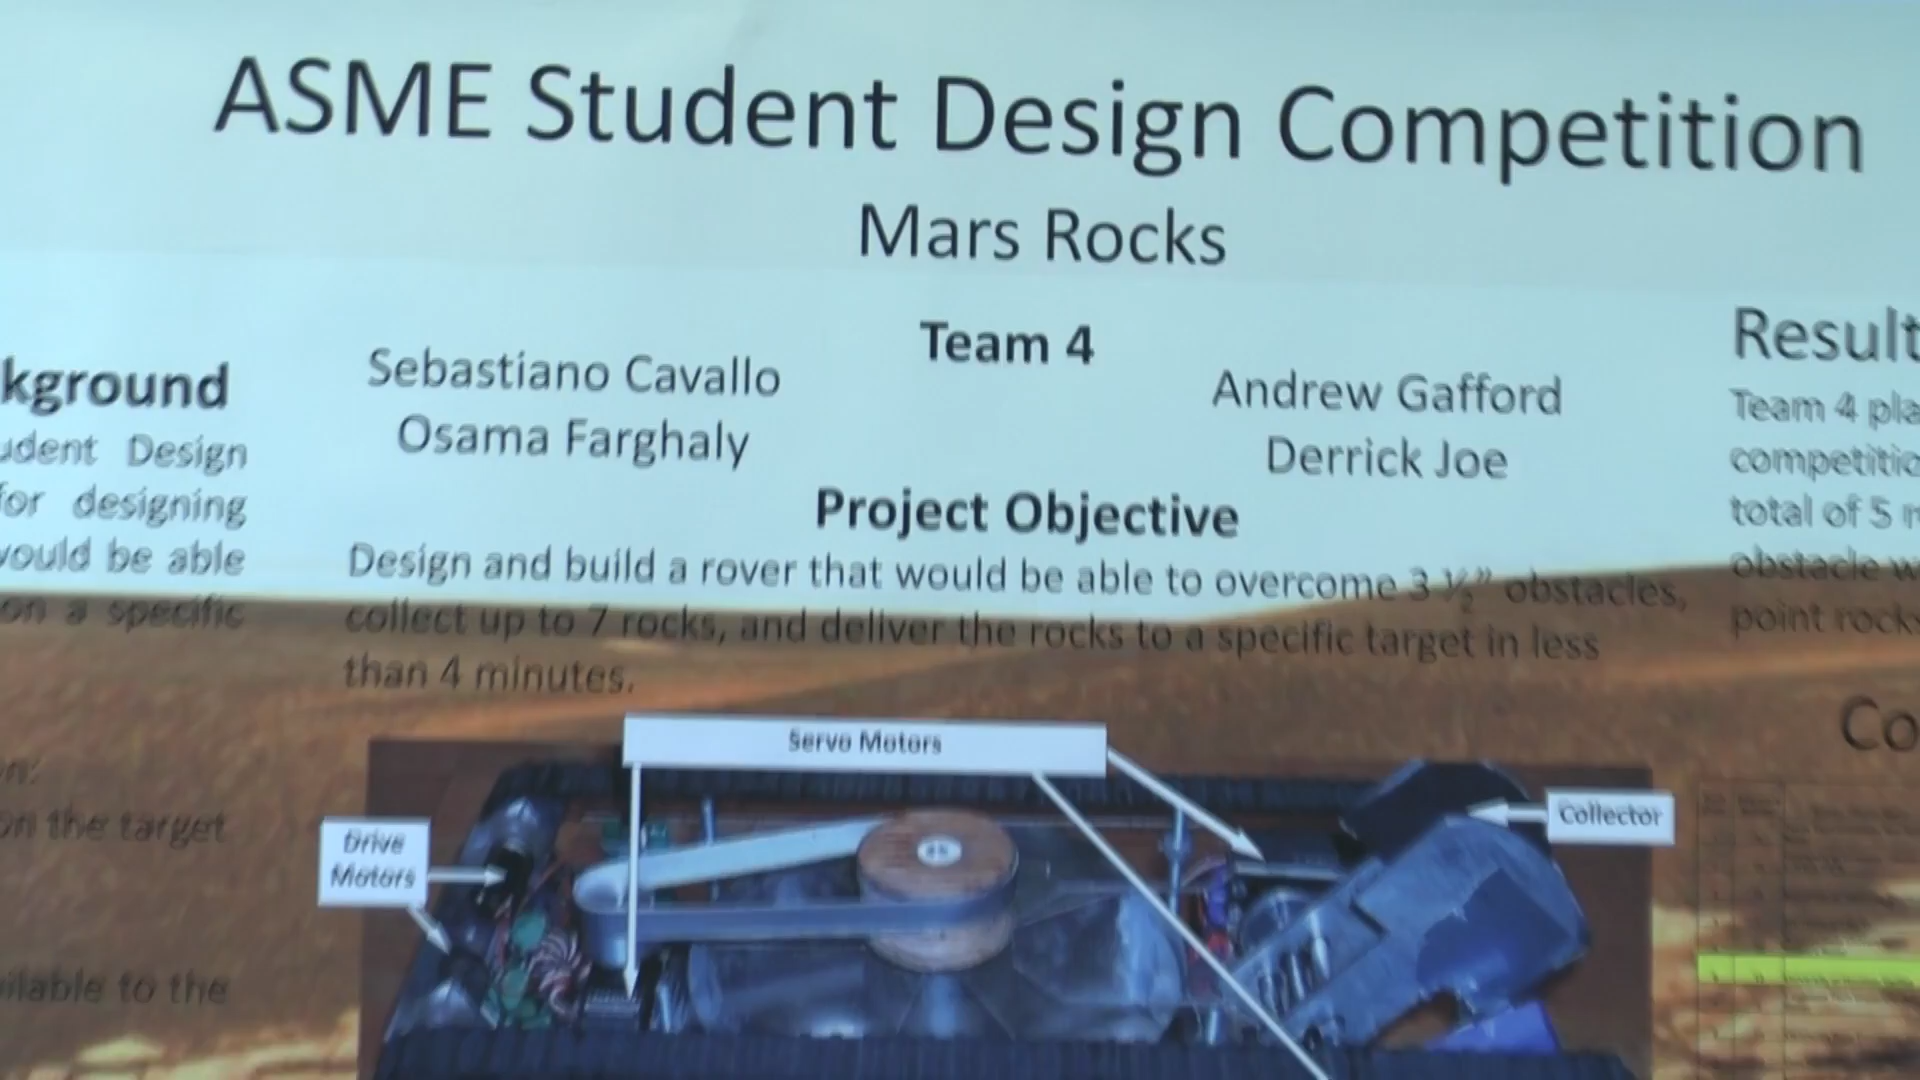 ASME Student Design Competition
Mars Rocks
Team 4
Sebastiano Cavallo
Osama Farghaly
Andrew Gafford
Derrick Joe
Project Objective
Design and build a rover that would be able to overcome 3 ½” obstacles,
collect up to 7 rocks, and deliver the rocks to a specific target in less
than 4 minutes.
kground
udent Design
for designing
would be able
on a specific
on the target
ilable to the
Servo Motors
Drive
Motors
Collector
Result
Team 4 pla
competitio
total of 5
obstacle w
point rock
Co